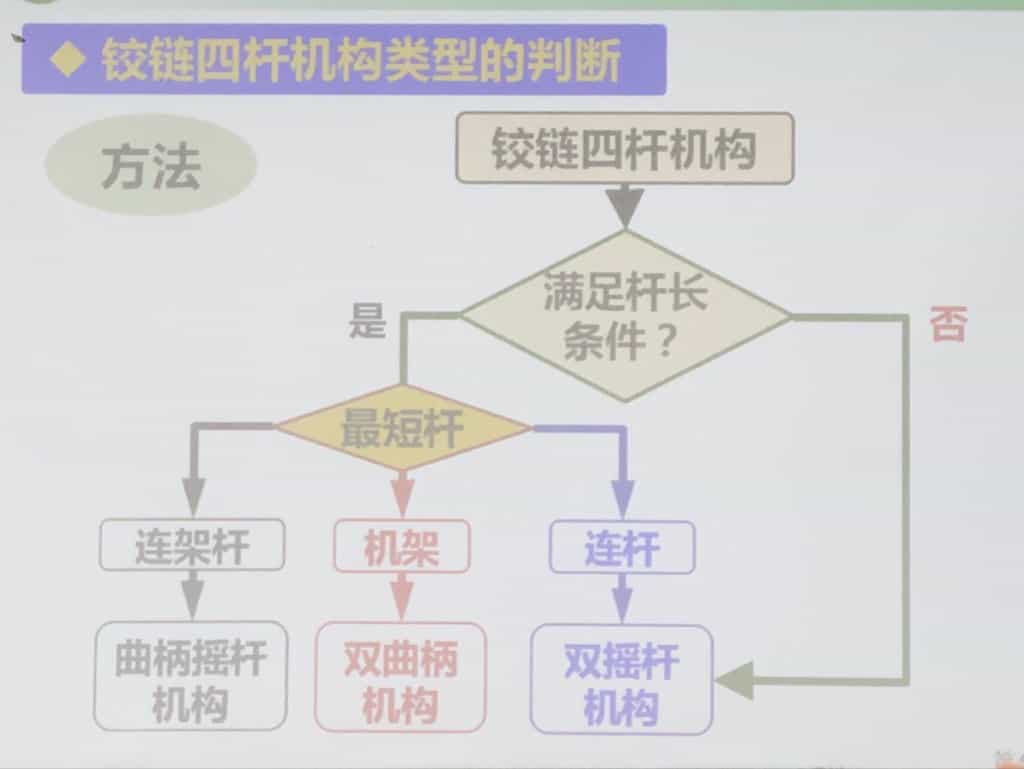 ◆ 铰链四杆机构类型的判断
方法
铰链四杆机构
满足杆长
条件？
是
否
最短杆
连架杆
机架
连杆
曲柄摇杆
机构
双曲柄
机构
双摇杆
机构